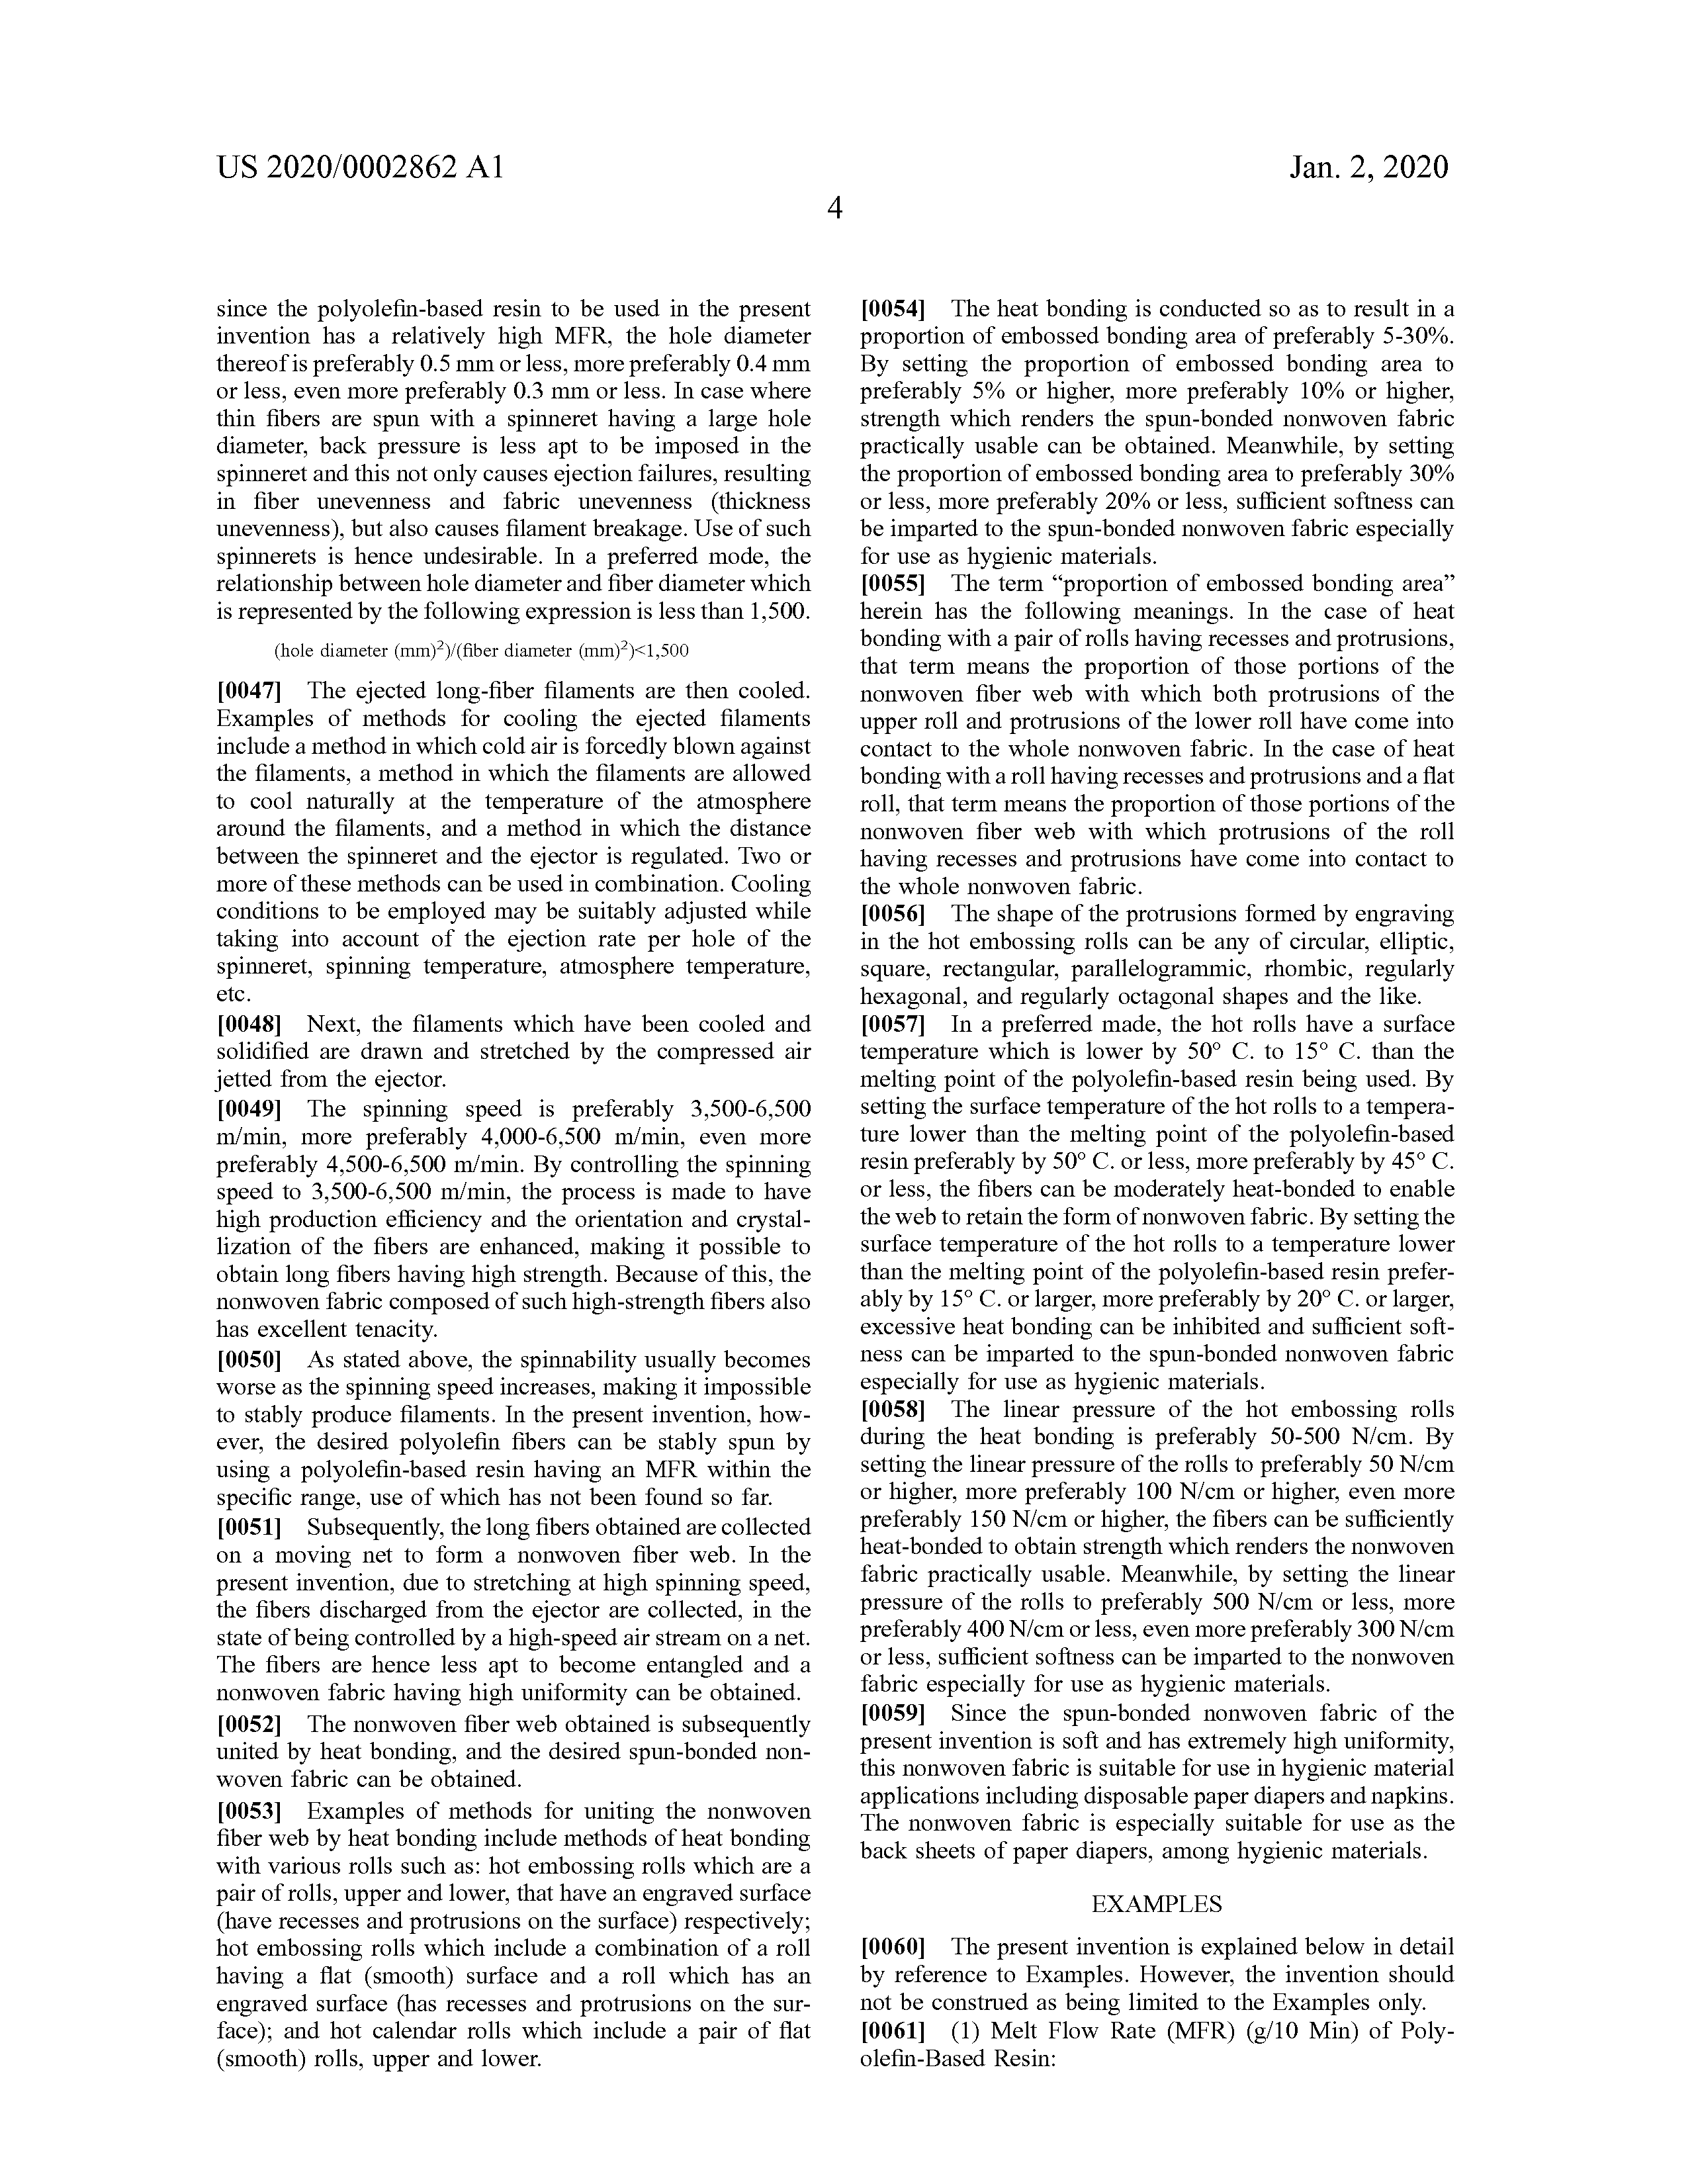 US 2020/0002862 A1
Jan. 2, 2020
4
since the polyolefin-based resin to be used in the present
invention has a relatively high MFR, the hole diameter
thereof is preferably 0.5 mm or less, more preferably 0.4 mm
or less, even more preferably 0.3 mm or less. In case where
thin fibers are spun with a spinneret having a large hole
diameter, back pressure is less apt to be imposed in the
spinneret and this not only causes ejection failures, resulting
in fiber unevenness and fabric unevenness (thickness
unevenness), but also causes filament breakage. Use of such
spinnerets is hence undesirable. In a preferred mode, the
relationship between hole diameter and fiber diameter which
is represented by the following expression is less than 1,500.
(hole diameter (mm)²)/(fiber diameter (mm)²)<1,500
[0047] The ejected long-fiber filaments are then cooled.
Examples of methods for cooling the ejected filaments
include a method in which cold air is forcedly blown against
the filaments, a method in which the filaments are allowed
to cool naturally at the temperature of the atmosphere
around the filaments, and a method in which the distance
between the spinneret and the ejector is regulated. Two or
more of these methods can be used in combination. Cooling
conditions to be employed may be suitably adjusted while
taking into account of the ejection rate per hole of the
spinneret, spinning temperature, atmosphere temperature,
etc.
[0048] Next, the filaments which have been cooled and
solidified are drawn and stretched by the compressed air
jetted from the ejector.
[0049] The spinning speed is preferably 3,500-6,500
m/min, more preferably 4,000-6,500 m/min, even more
preferably 4,500-6,500 m/min. By controlling the spinning
speed to 3,500-6,500 m/min, the process is made to have
high production efficiency and the orientation and crystal-
lization of the fibers are enhanced, making it possible to
obtain long fibers having high strength. Because of this, the
nonwoven fabric composed of such high-strength fibers also
has excellent tenacity.
[0050] As stated above, the spinnability usually becomes
worse as the spinning speed increases, making it impossible
to stably produce filaments. In the present invention, how-
ever, the desired polyolefin fibers can be stably spun by
using a polyolefin-based resin having an MFR within the
specific range, use of which has not been found so far.
[0051] Subsequently, the long fibers obtained are collected
on a moving net to form a nonwoven fiber web. In the
present invention, due to stretching at high spinning speed,
the fibers discharged from the ejector are collected, in the
state of being controlled by a high-speed air stream on a net.
The fibers are hence less apt to become entangled and a
nonwoven fabric having high uniformity can be obtained.
[0052] The nonwoven fiber web obtained is subsequently
united by heat bonding, and the desired spun-bonded non-
woven fabric can be obtained.
[0053] Examples of methods for uniting the nonwoven
fiber web by heat bonding include methods of heat bonding
with various rolls such as: hot embossing rolls which are a
pair of rolls, upper and lower, that have an engraved surface
(have recesses and protrusions on the surface) respectively;
hot embossing rolls which include a combination of a roll
having a flat (smooth) surface and a roll which has an
engraved surface (has recesses and protrusions on the sur-
face); and hot calendar rolls which include a pair of flat
(smooth) rolls, upper and lower.
[0054] The heat bonding is conducted so as to result in a
proportion of embossed bonding area of preferably 5-30%.
By setting the proportion of embossed bonding area to
preferably 5% or higher, more preferably 10% or higher,
strength which renders the spun-bonded nonwoven fabric
practically usable can be obtained. Meanwhile, by setting
the proportion of embossed bonding area to preferably 30%
or less, more preferably 20% or less, sufficient softness can
be imparted to the spun-bonded nonwoven fabric especially
for use as hygienic materials.
[0055] The term “proportion of embossed bonding area”
herein has the following meanings. In the case of heat
bonding with a pair of rolls having recesses and protrusions,
that term means the proportion of those portions of the
nonwoven fiber web with which both protrusions of the
upper roll and protrusions of the lower roll have come into
contact to the whole nonwoven fabric. In the case of heat
bonding with a roll having recesses and protrusions and a flat
roll, that term means the proportion of those portions of the
nonwoven fiber web with which protrusions of the roll
having recesses and protrusions have come into contact to
the whole nonwoven fabric.
[0056] The shape of the protrusions formed by engraving
in the hot embossing rolls can be any of circular, elliptic,
square, rectangular, parallelogrammic, rhombic, regularly
hexagonal, and regularly octagonal shapes and the like.
[0057] In a preferred made, the hot rolls have a surface
temperature which is lower by 50° C. to 15° C. than the
melting point of the polyolefin-based resin being used. By
setting the surface temperature of the hot rolls to a tempera-
ture lower than the melting point of the polyolefin-based
resin preferably by 50° C. or less, more preferably by 45° C.
or less, the fibers can be moderately heat-bonded to enable
the web to retain the form of nonwoven fabric. By setting the
surface temperature of the hot rolls to a temperature lower
than the melting point of the polyolefin-based resin prefer-
ably by 15° C. or larger, more preferably by 20° C. or larger,
excessive heat bonding can be inhibited and sufficient soft-
ness can be imparted to the spun-bonded nonwoven fabric
especially for use as hygienic materials.
[0058] The linear pressure of the hot embossing rolls
during the heat bonding is preferably 50-500 N/cm. By
setting the linear pressure of the rolls to preferably 50 N/cm
or higher, more preferably 100 N/cm or higher, even more
preferably 150 N/cm or higher, the fibers can be sufficiently
heat-bonded to obtain strength which renders the nonwoven
fabric practically usable. Meanwhile, by setting the linear
pressure of the rolls to preferably 500 N/cm or less, more
preferably 400 N/cm or less, even more preferably 300 N/cm
or less, sufficient softness can be imparted to the nonwoven
fabric especially for use as hygienic materials.
[0059] Since the spun-bonded nonwoven fabric of the
present invention is soft and has extremely high uniformity,
this nonwoven fabric is suitable for use in hygienic material
applications including disposable paper diapers and napkins.
The nonwoven fabric is especially suitable for use as the
back sheets of paper diapers, among hygienic materials.
EXAMPLES
[0060] The present invention is explained below in detail
by reference to Examples. However, the invention should
not be construed as being limited to the Examples only.
[0061] (1) Melt Flow Rate (MFR) (g/10 Min) of Poly-
olefin-Based Resin: